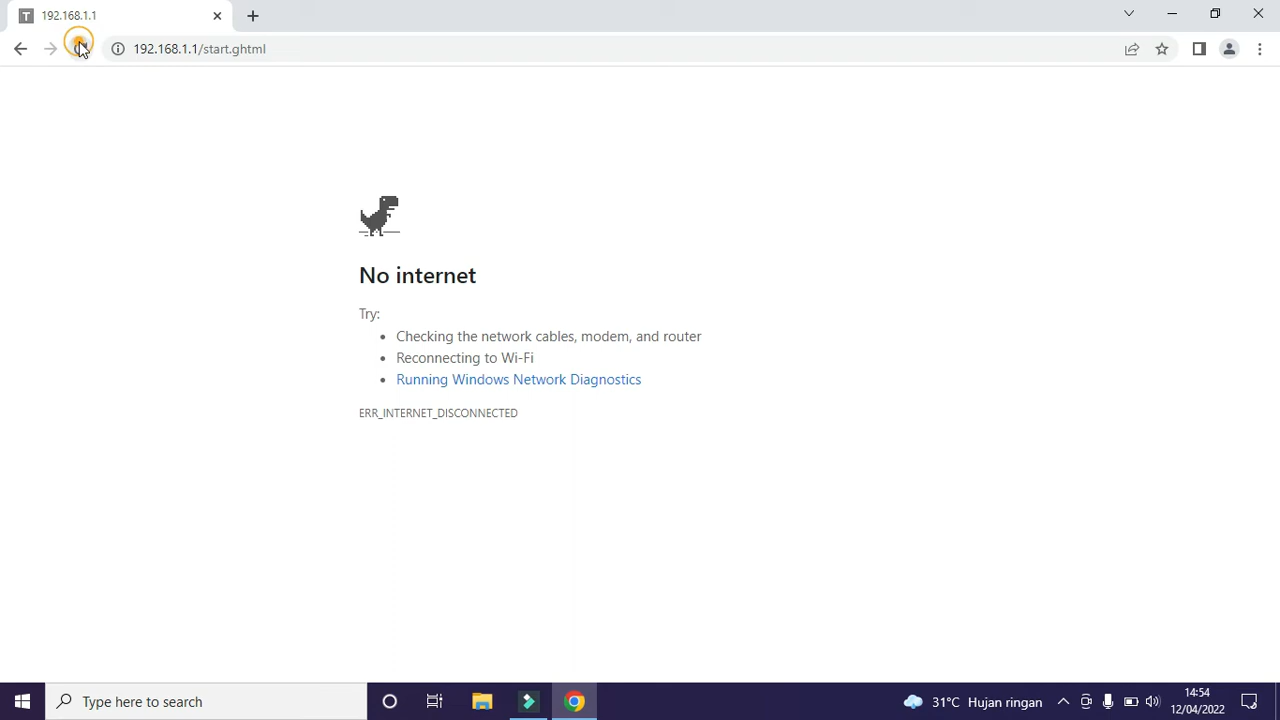 T 192.168.1.1
192.168.1.1/start.ghtml
No internet
Try:
• Checking the network cables, modem, and router
• Reconnecting to Wi-Fi
• Running Windows Network Diagnostics
ERR_INTERNET_DISCONNECTED
Type here to search
31°C Hujan ringan
14:54
12/04/2022